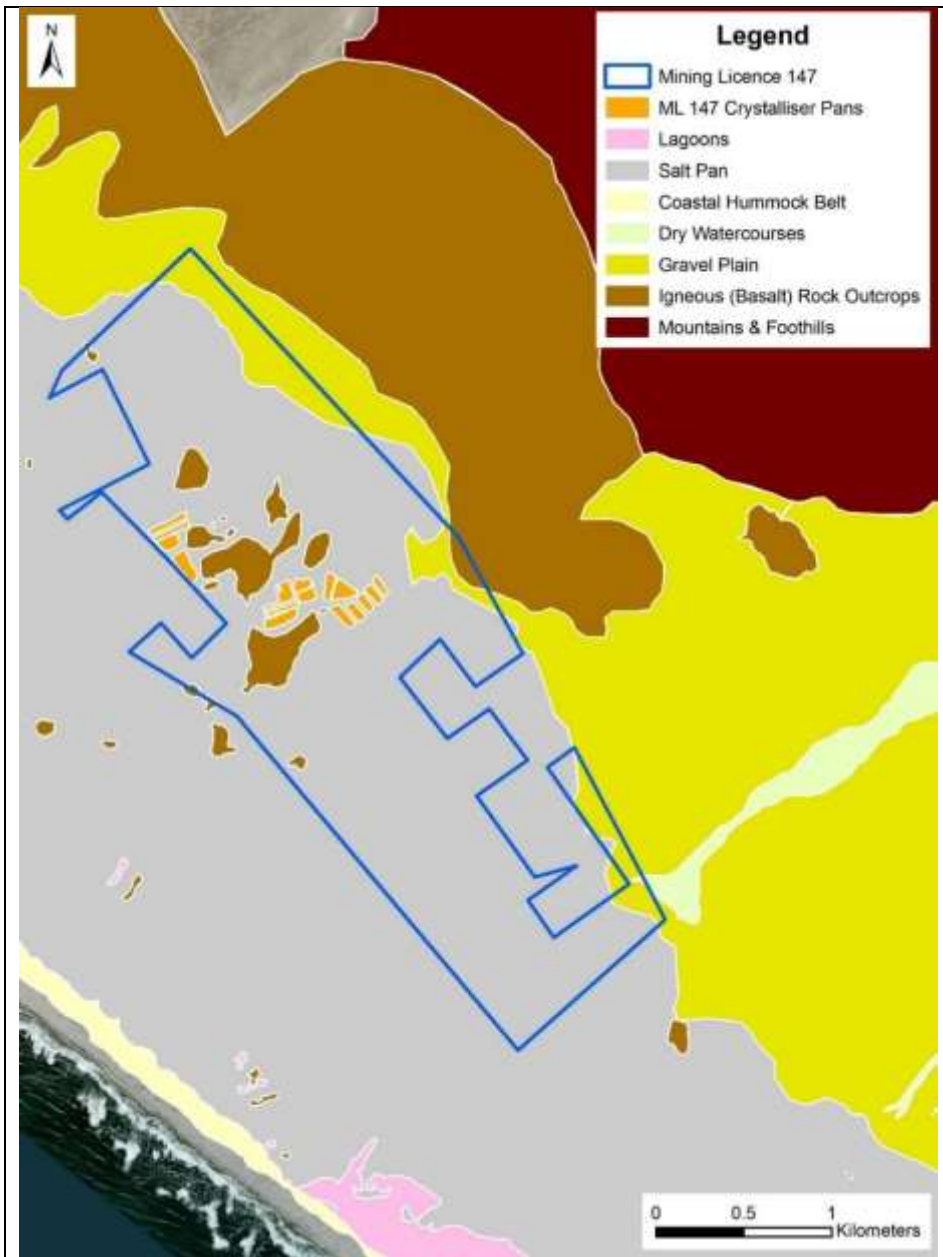 N
Legend
Mining Licence 147
ML 147 Crystalliser Pans
Lagoons
Salt Pan
Coastal Hummock Belt
Dry Watercourses
Gravel Plain
Igneous (Basalt) Rock Outcrops
Mountains & Foothills
0 0.5 1
Kilometers